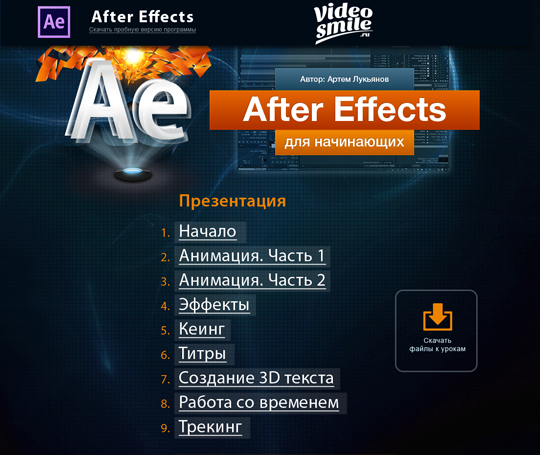 Ae
After Effects
Скачать пробную версию программы
Video
smile
.ru
Ae
Автор: Артем Лукьянов
After Effects
для начинающих
Презентация
1. Начало
2. Анимация. Часть 1
3. Анимация. Часть 2
4. Эффекты
5. Кеинг
6. Титры
7. Создание 3D текста
8. Работа со временем
9. Трекинг
Скачать
файлы к урокам